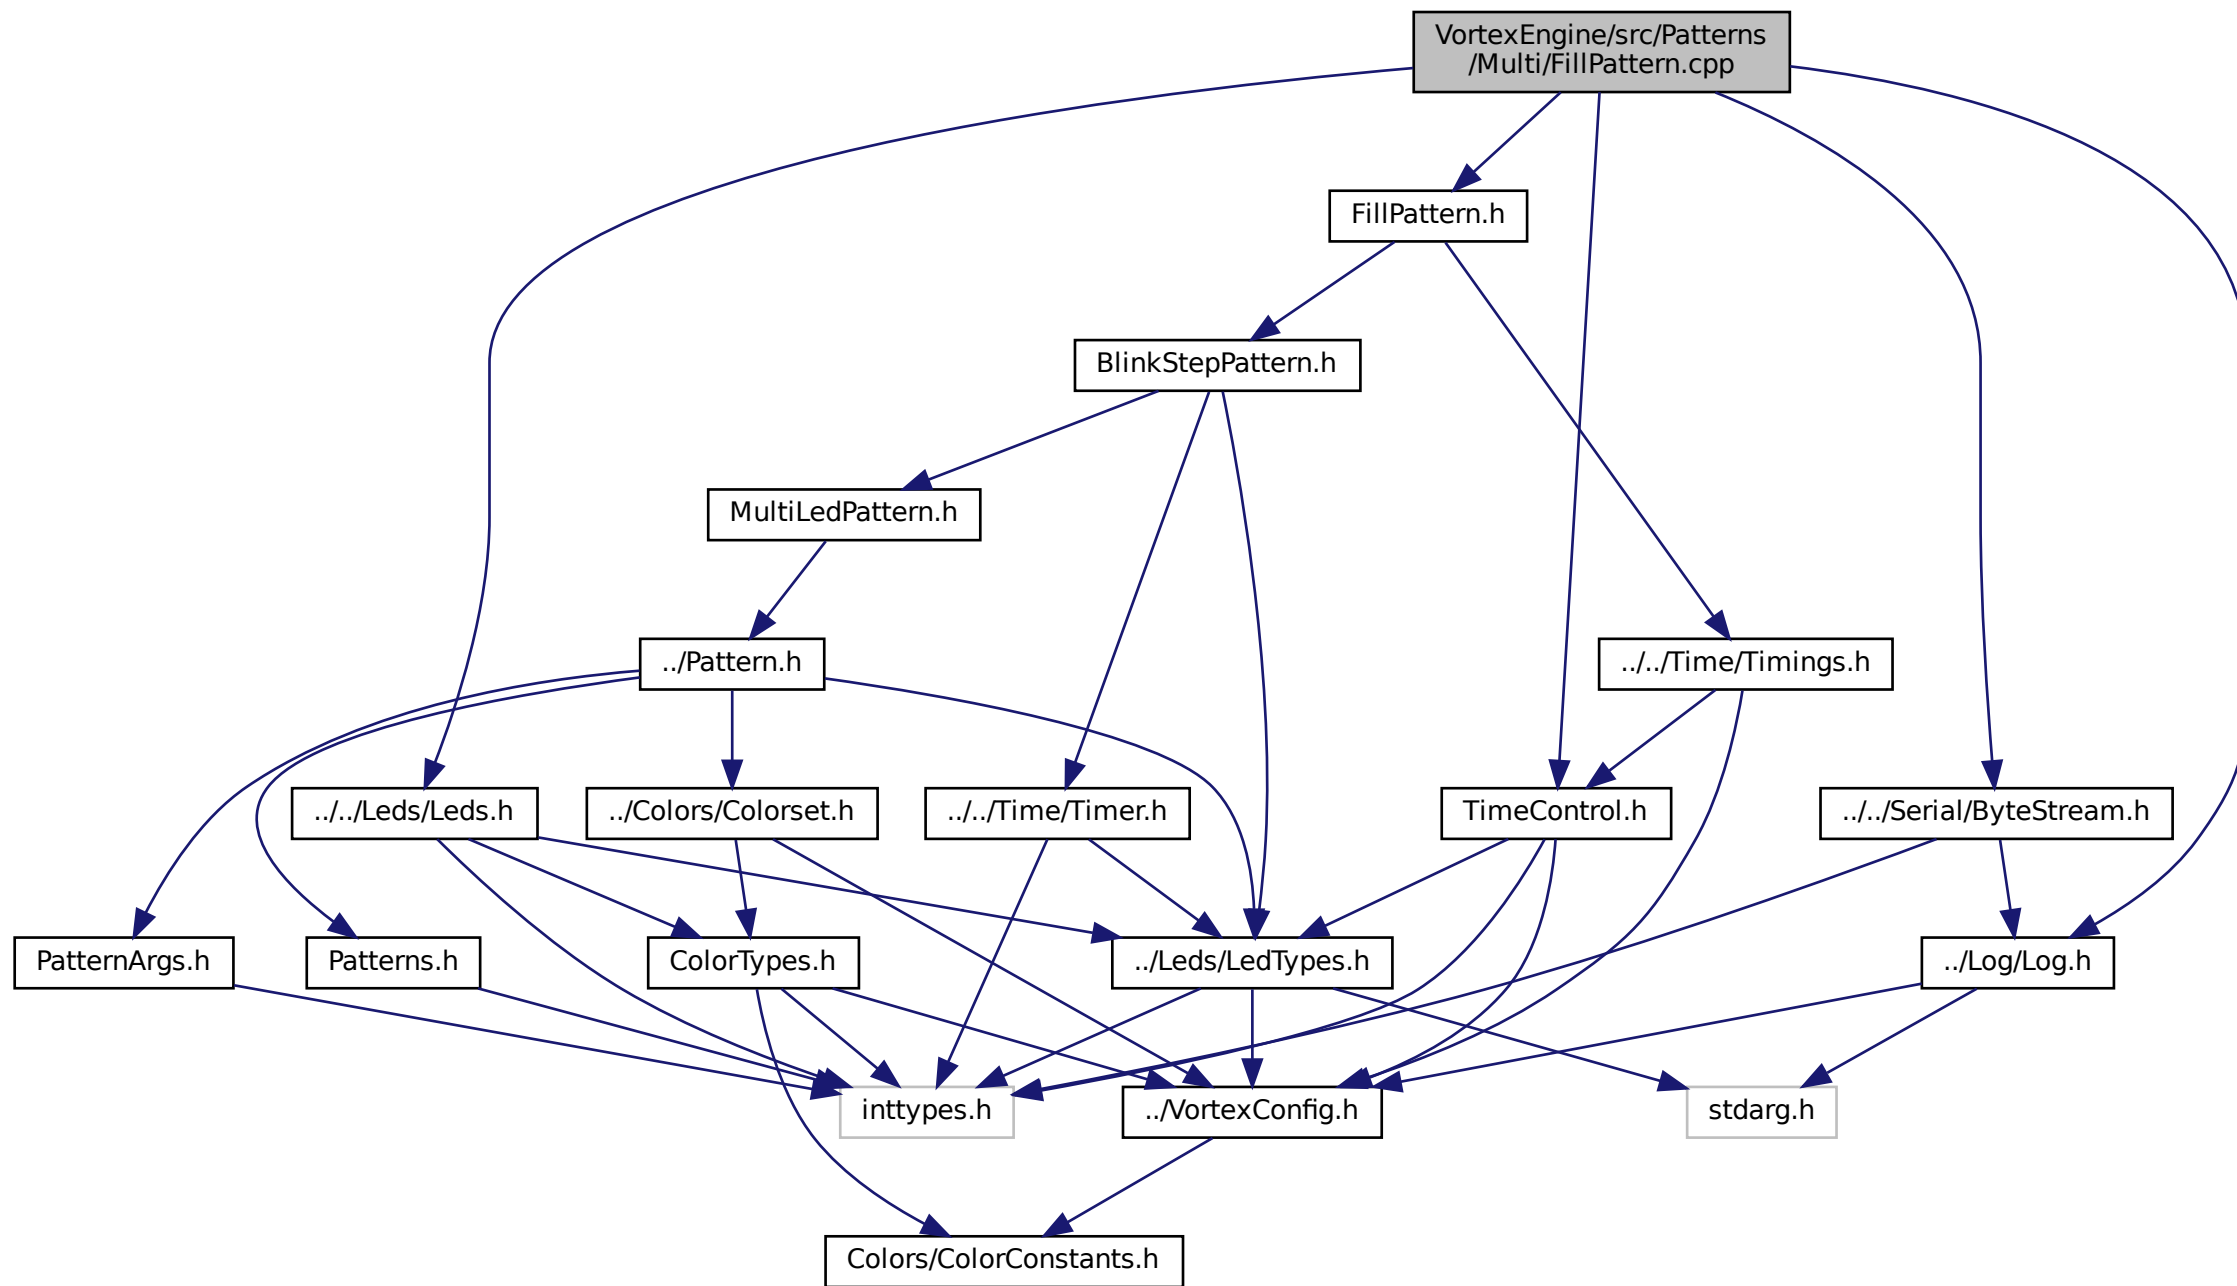 VortexEngine/src/Patterns
/Multi/FillPattern.cpp
FillPattern.h
BlinkStepPattern.h
MultiLedPattern.h
../Pattern.h
../../Time/Timings.h
../../Leds/Leds.h
../Colors/Colorset.h
../../Time/Timer.h
TimeControl.h
../../Serial/ByteStream.h
PatternArgs.h
Patterns.h
ColorTypes.h
../Leds/LedTypes.h
../Log/Log.h
inttypes.h
../VortexConfig.h
stdarg.h
Colors/ColorConstants.h